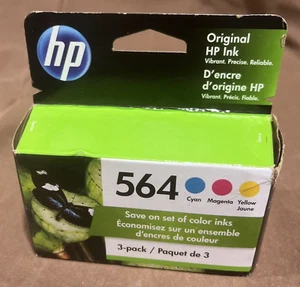 hp
Original
HP Ink
Vibrant. Precise. Reliable.
D'encre
d'origine HP
Vibrant. Précis. Fiable.
564
Cyan
Magenta
Yellow
Jaune
Save on set of color inks
Économisez sur un ensemble
d'encres de couleur
3-pack / Paquet de 3